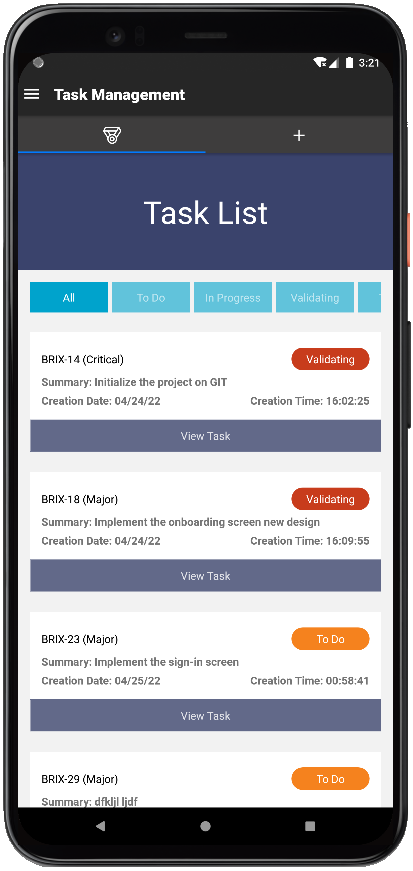 3:21
Task Management
+
Task List
All To Do In Progress Validating
BRIX-14 (Critical) Validating
Summary: Initialize the project on GIT
Creation Date: 04/24/22 Creation Time: 16:02:25
View Task
BRIX-18 (Major) Validating
Summary: Implement the onboarding screen new design
Creation Date: 04/24/22 Creation Time: 16:09:55
View Task
BRIX-23 (Major) To Do
Summary: Implement the sign-in screen
Creation Date: 04/25/22 Creation Time: 00:58:41
View Task
BRIX-29 (Major) To Do
Summary: dfkljl ljdf